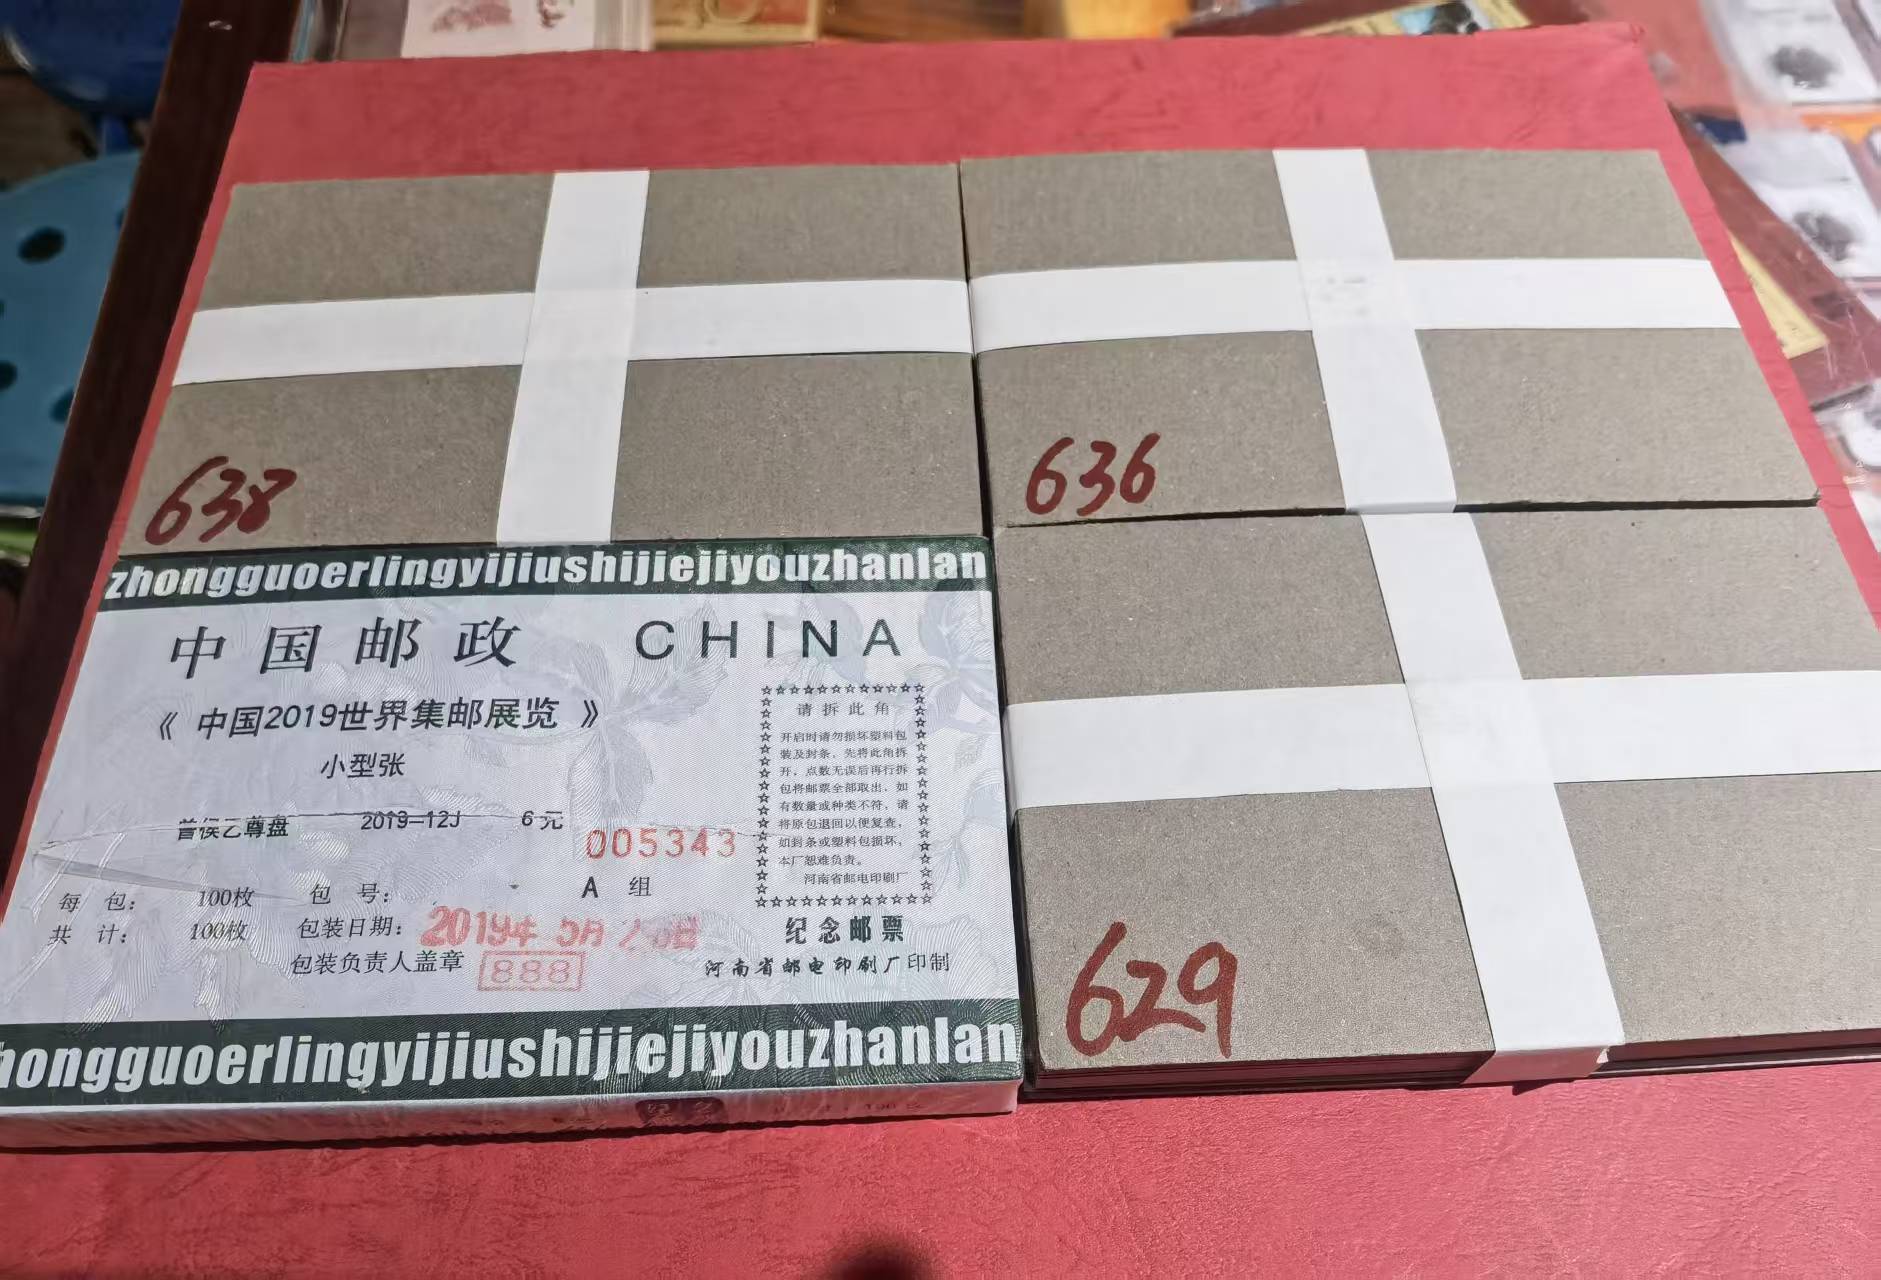 638
636
zhongguoerlingyijiushijiejiyouzhanlan
中国邮政 CHINA
《中国2019世界集邮展览》
小型张
曾侯乙尊盘 2019-12J 6元
005343
每包: 100枚 包号: A组
共计: 100枚 包装日期: 2019年5月
包装负责人盖章 888
请拆此角
开启时请勿损坏塑料包
装及封条,先将此角拆
开,点数无误后再行拆
包将邮票全部取出,如
有数量或种类不符,请
将原包退回以便复查,
如封条或塑料包损坏,
本厂恕难负责。
河南省邮电印刷厂
纪念邮票
河南省邮电印刷厂印制
hongguoerlingyijiushijiejiyouzhanlan
629